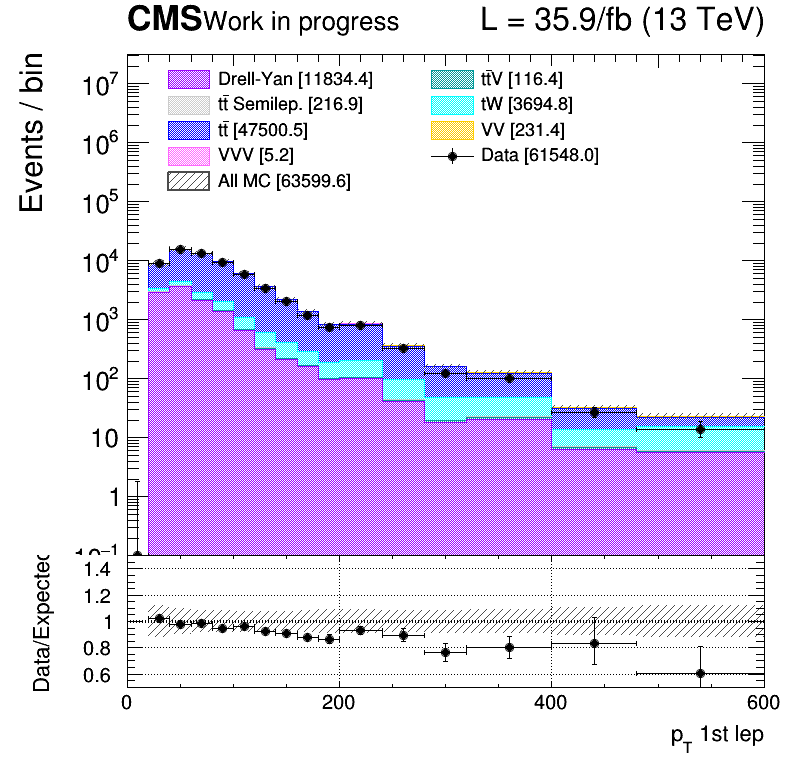 CMS Work in progress L = 35.9/fb (13 TeV)
Events / bin
10⁷
10⁶
10⁵
10⁴
10³
10²
10
1
10⁻¹
Drell-Yan [11834.4]
tt̄ Semilep. [216.9]
tt̄ [47500.5]
VVV [5.2]
All MC [63599.6]
tt̄V [116.4]
tW [3694.8]
VV [231.4]
Data [61548.0]
Data/Expected
1.4
1.2
1
0.8
0.6
0 200 400 600
p_T 1st lep